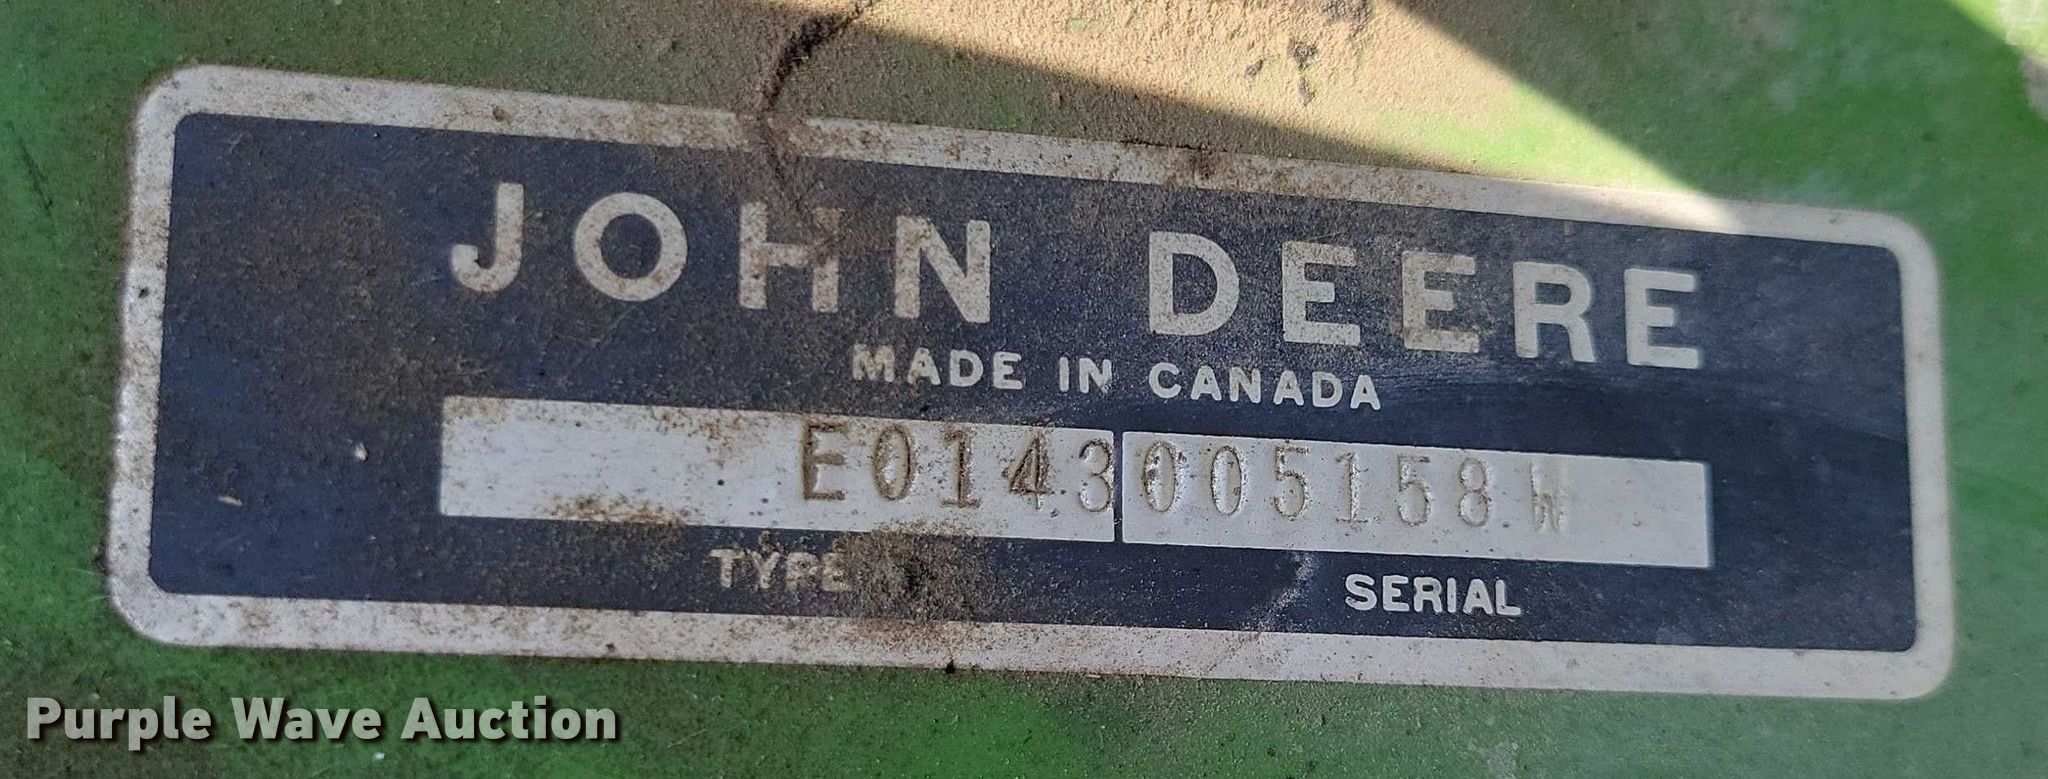 JOHN DEERE
MADE IN CANADA
E0143005158W
TYPE SERIAL
Purple Wave Auction